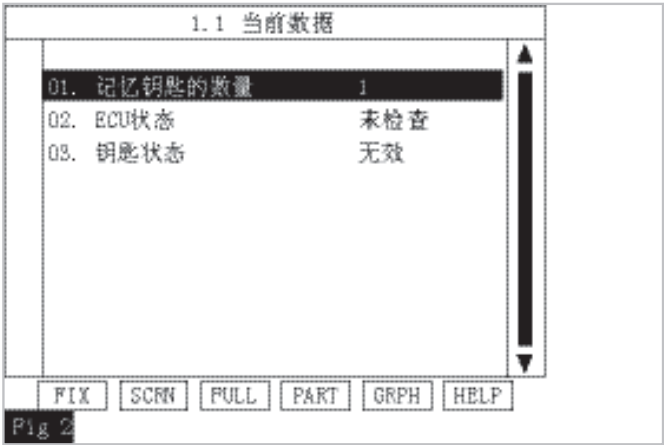 1.1 当前数据
01. 记忆钥匙的数量 1
02. ECU状态 未检查
03. 钥匙状态 无效
FIX SCRN FULL PART GRPH HELP
Fig 2